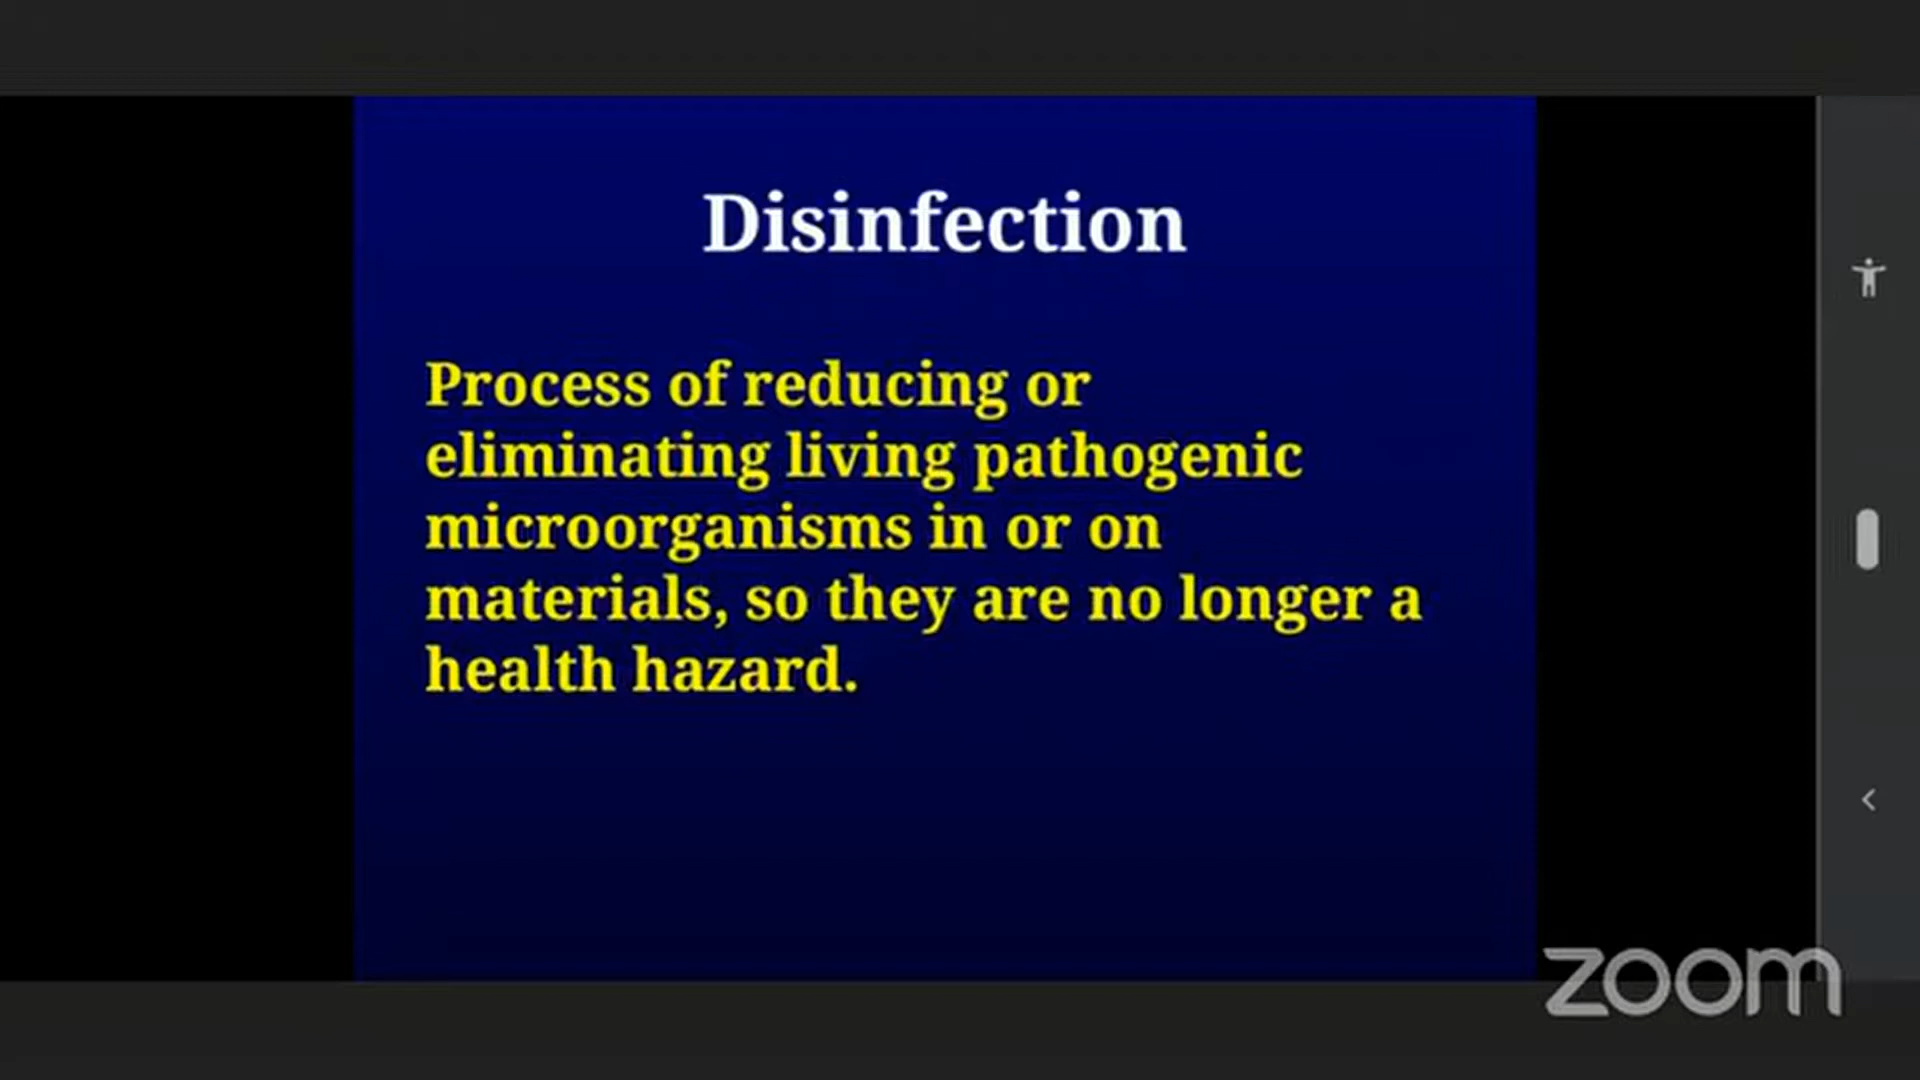 Disinfection
Process of reducing or
eliminating living pathogenic
microorganisms in or on
materials, so they are no longer a
health hazard.
zoom